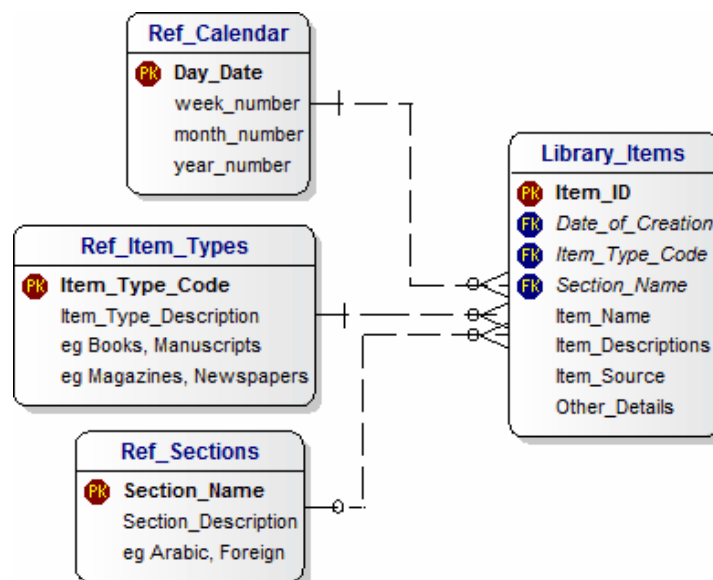 Ref_Calendar
PK Day_Date
week_number
month_number
year_number
Ref_Item_Types
PK Item_Type_Code
Item_Type_Description
eg Books, Manuscripts
eg Magazines, Newspapers
Ref_Sections
PK Section_Name
Section_Description
eg Arabic, Foreign
Library_Items
PK Item_ID
FK Date_of_Creation
FK Item_Type_Code
FK Section_Name
Item_Name
Item_Descriptions
Item_Source
Other_Details